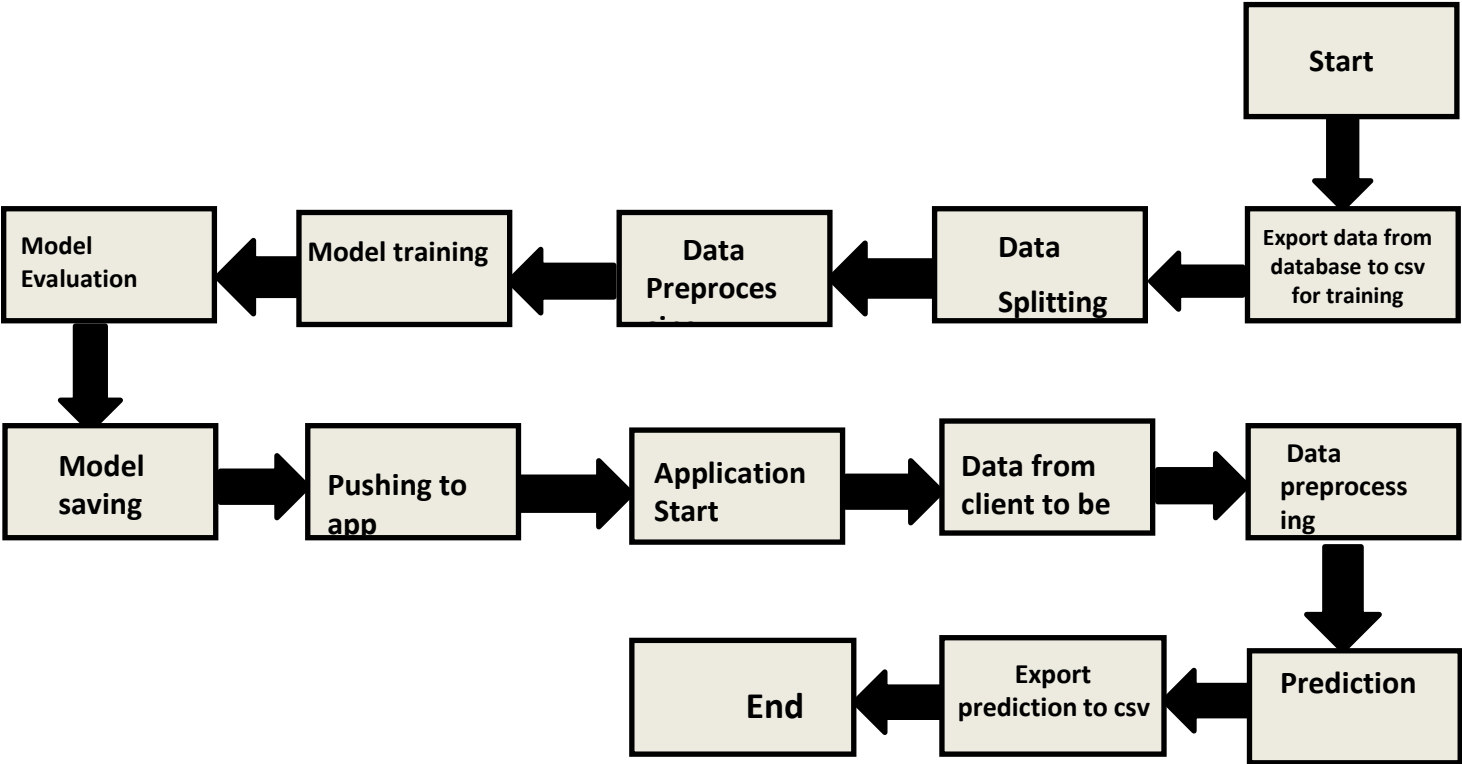 Start
Export data from
database to csv
for training
Data
Splitting
Data
Preproces
Model training
Model
Evaluation
Model
saving
Pushing to
app
Application
Start
Data from
client to be
Data
preprocess
ing
Prediction
Export
prediction to csv
End